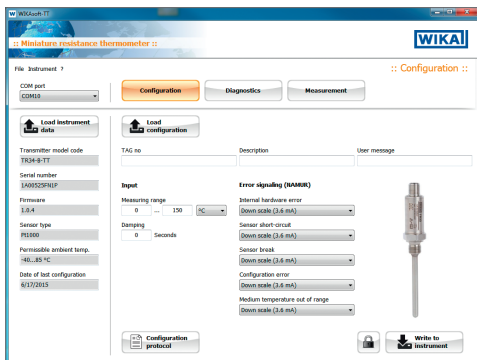 WIKAsoft-TT
:: Miniature resistance thermometer ::
WIKAI
File Instrument ?
:: Configuration ::
COM port
COM10
Configuration
Diagnostics
Measurement
Load instrument data
Load configuration
Transmitter model code
TR34-B-TT
TAG no
Description
User message
Serial number
1A00525FN1P
Firmware
1.0.4
Sensor type
Pt1000
Permissible ambient temp.
-40...85 °C
Date of last configuration
6/17/2015
Input
Measuring range
0 ... 150 °C
Damping
0 Seconds
Error signaling (NAMUR)
Internal hardware error
Down scale (3.6 mA)
Sensor short-circuit
Down scale (3.6 mA)
Sensor break
Down scale (3.6 mA)
Configuration error
Down scale (3.6 mA)
Medium temperature out of range
Down scale (3.6 mA)
Configuration protocol
Write to instrument